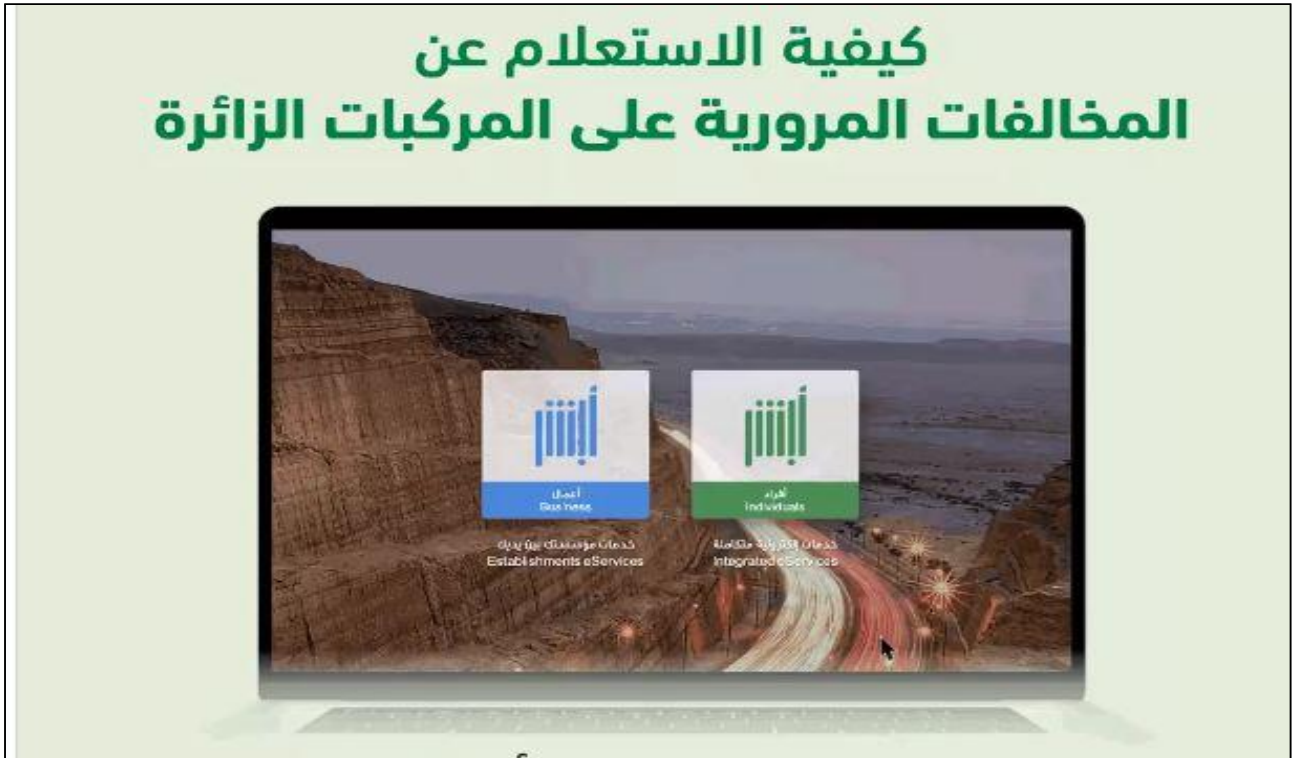 كيفية الاستعلام عن
المخالفات المرورية على المركبات الزائرة
أبشر
أفراد
Individuals
خدمات إلكترونية متكاملة
Integrated eServices
أبشر
أعمال
Business
خدمات مؤسستك بين يديك
Establishments eServices